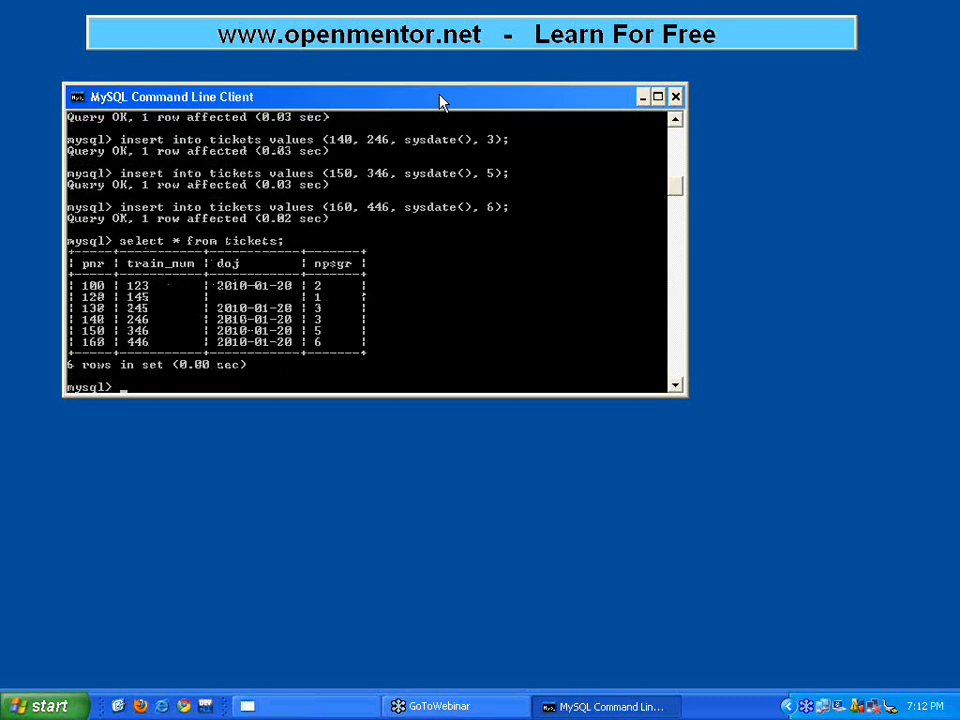 www.openmentor.net - Learn For Free
MySQL Command Line Client
Query OK, 1 row affected (0.03 sec)
mysql> insert into tickets values (140, 246, sysdate(), 3);
Query OK, 1 row affected (0.03 sec)
mysql> insert into tickets values (150, 346, sysdate(), 5);
Query OK, 1 row affected (0.03 sec)
mysql> insert into tickets values (160, 446, sysdate(), 6);
Query OK, 1 row affected (0.02 sec)
mysql> select * from tickets;
+-----+-----------+------------+-------+
| pnr | train_num | doj | npsgr |
+-----+-----------+------------+-------+
| 100 | 123 | 2010-01-20 | 2 |
| 120 | 145 | | 1 |
| 130 | 245 | 2010-01-20 | 3 |
| 140 | 246 | 2010-01-20 | 3 |
| 150 | 346 | 2010-01-20 | 5 |
| 160 | 446 | 2010-01-20 | 6 |
+-----+-----------+------------+-------+
6 rows in set (0.00 sec)
mysql> _
start
GoToWebinar
MySQL Command Lin...
7:12 PM